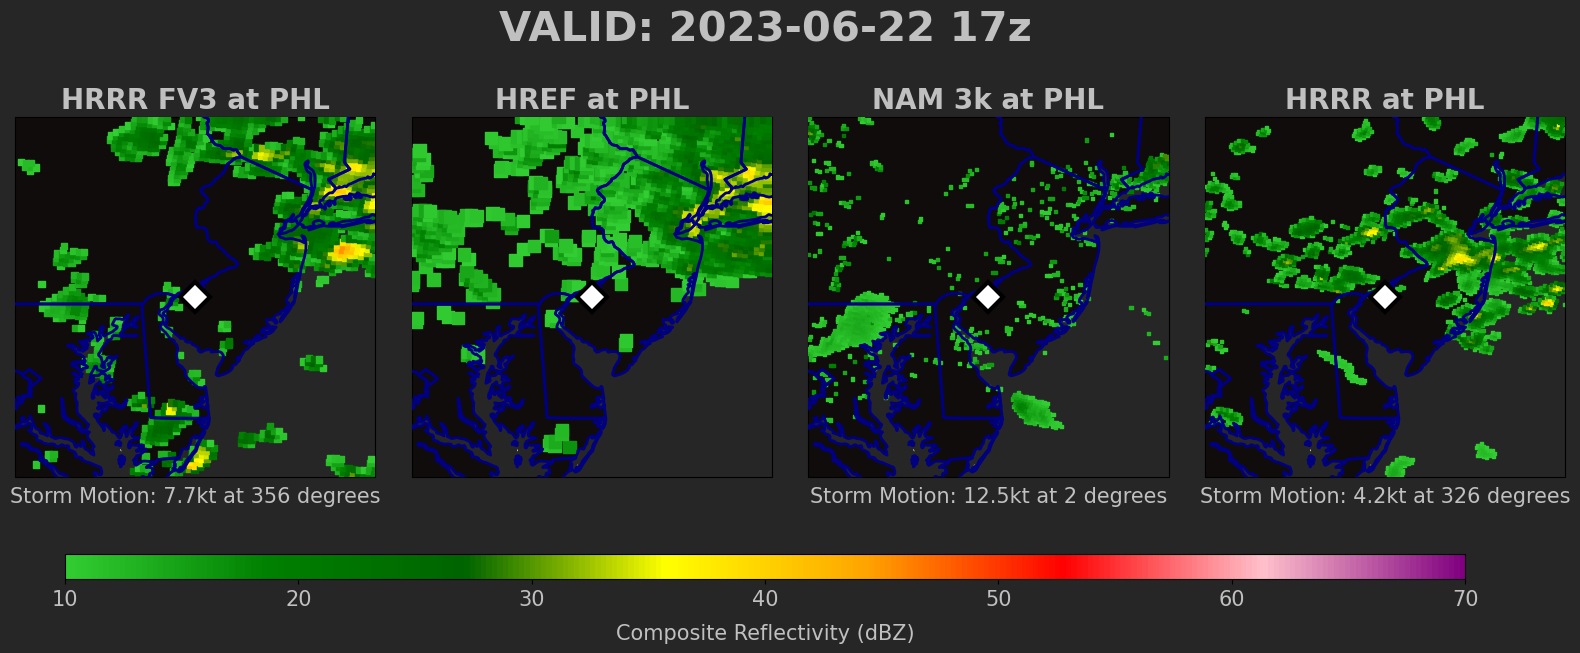 VALID: 2023-06-22 17z
HRRR FV3 at PHL
HREF at PHL
NAM 3k at PHL
HRRR at PHL
Storm Motion: 7.7kt at 356 degrees
Storm Motion: 12.5kt at 2 degrees
Storm Motion: 4.2kt at 326 degrees
10 20 30 40 50 60 70
Composite Reflectivity (dBZ)